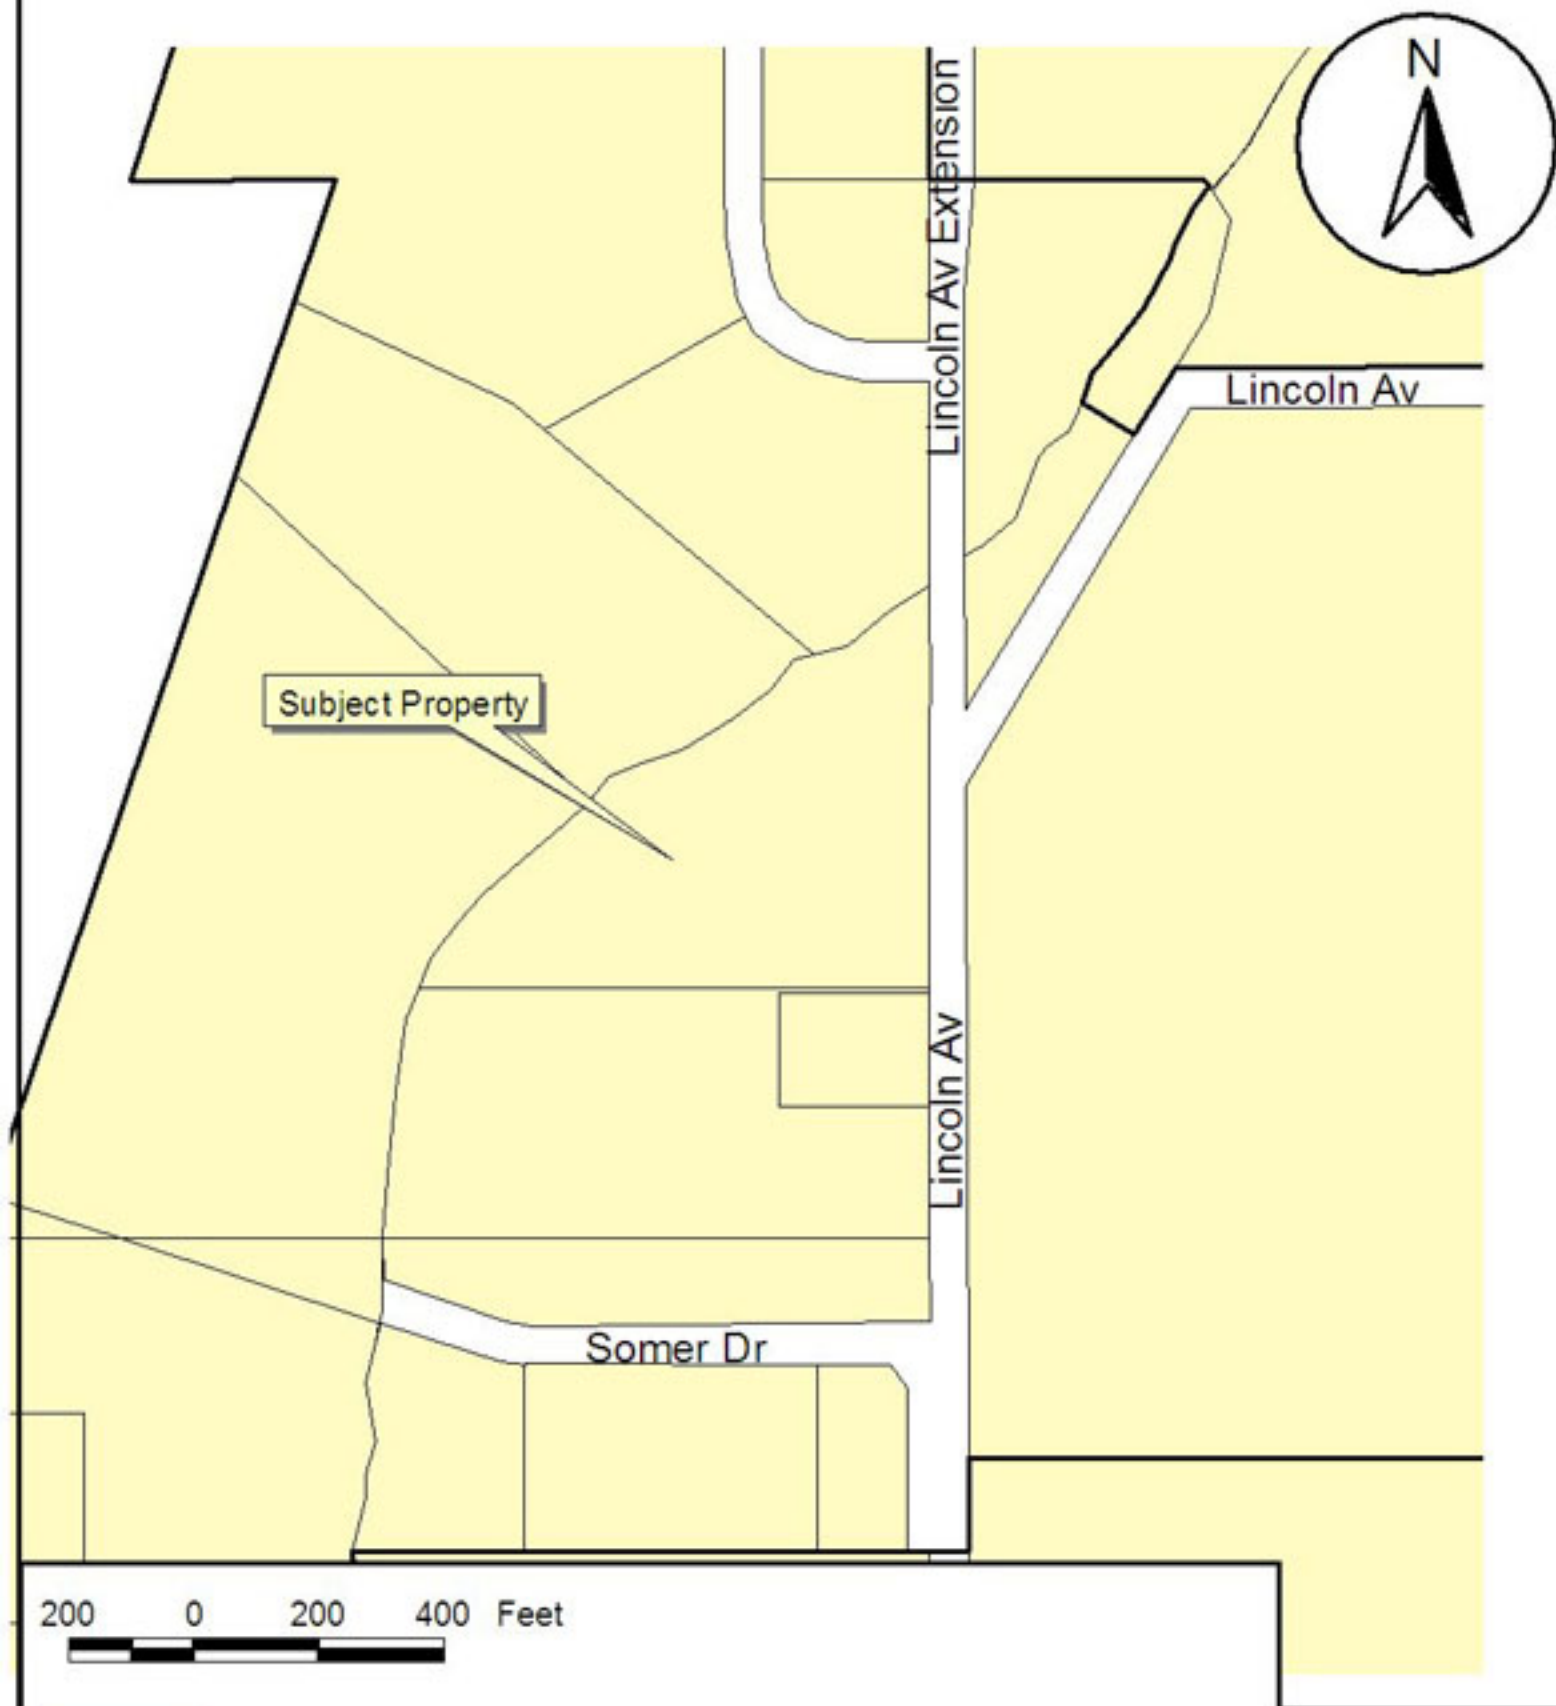 N
Lincoln Av Extension
Lincoln Av
Subject Property
Lincoln Av
Somer Dr
200 0 200 400 Feet